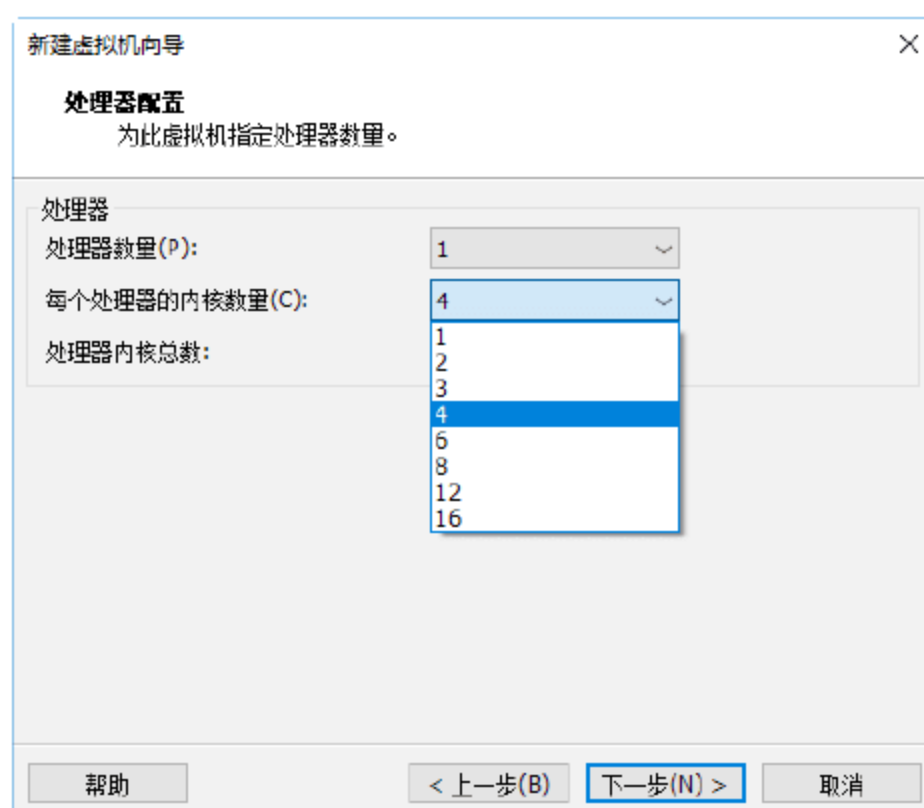 新建虚拟机向导
处理器配置
为此虚拟机指定处理器数量。
处理器
处理器数量(P): 1
每个处理器的内核数量(C): 4
处理器内核总数:
1
2
3
4
6
8
12
16
帮助 < 上一步(B) 下一步(N) > 取消